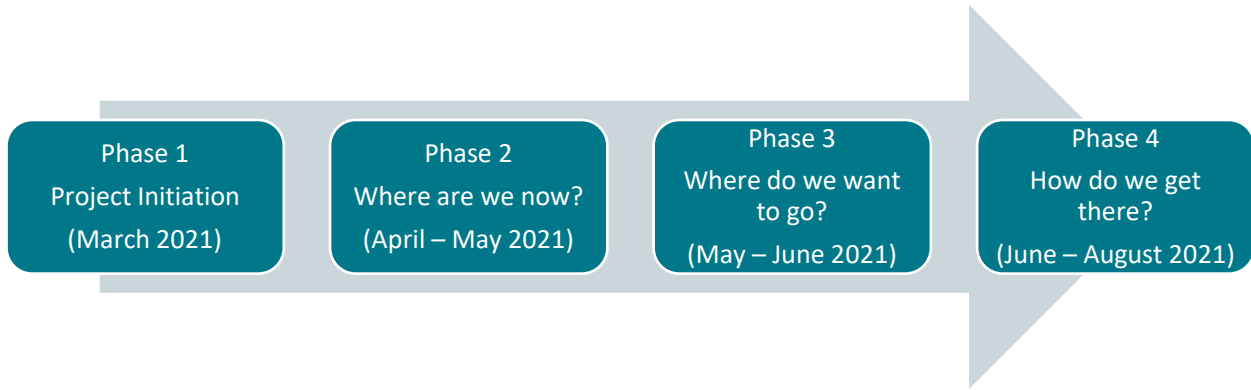 Phase 1
Project Initiation
(March 2021)
Phase 2
Where are we now?
(April – May 2021)
Phase 3
Where do we want
to go?
(May – June 2021)
Phase 4
How do we get
there?
(June – August 2021)